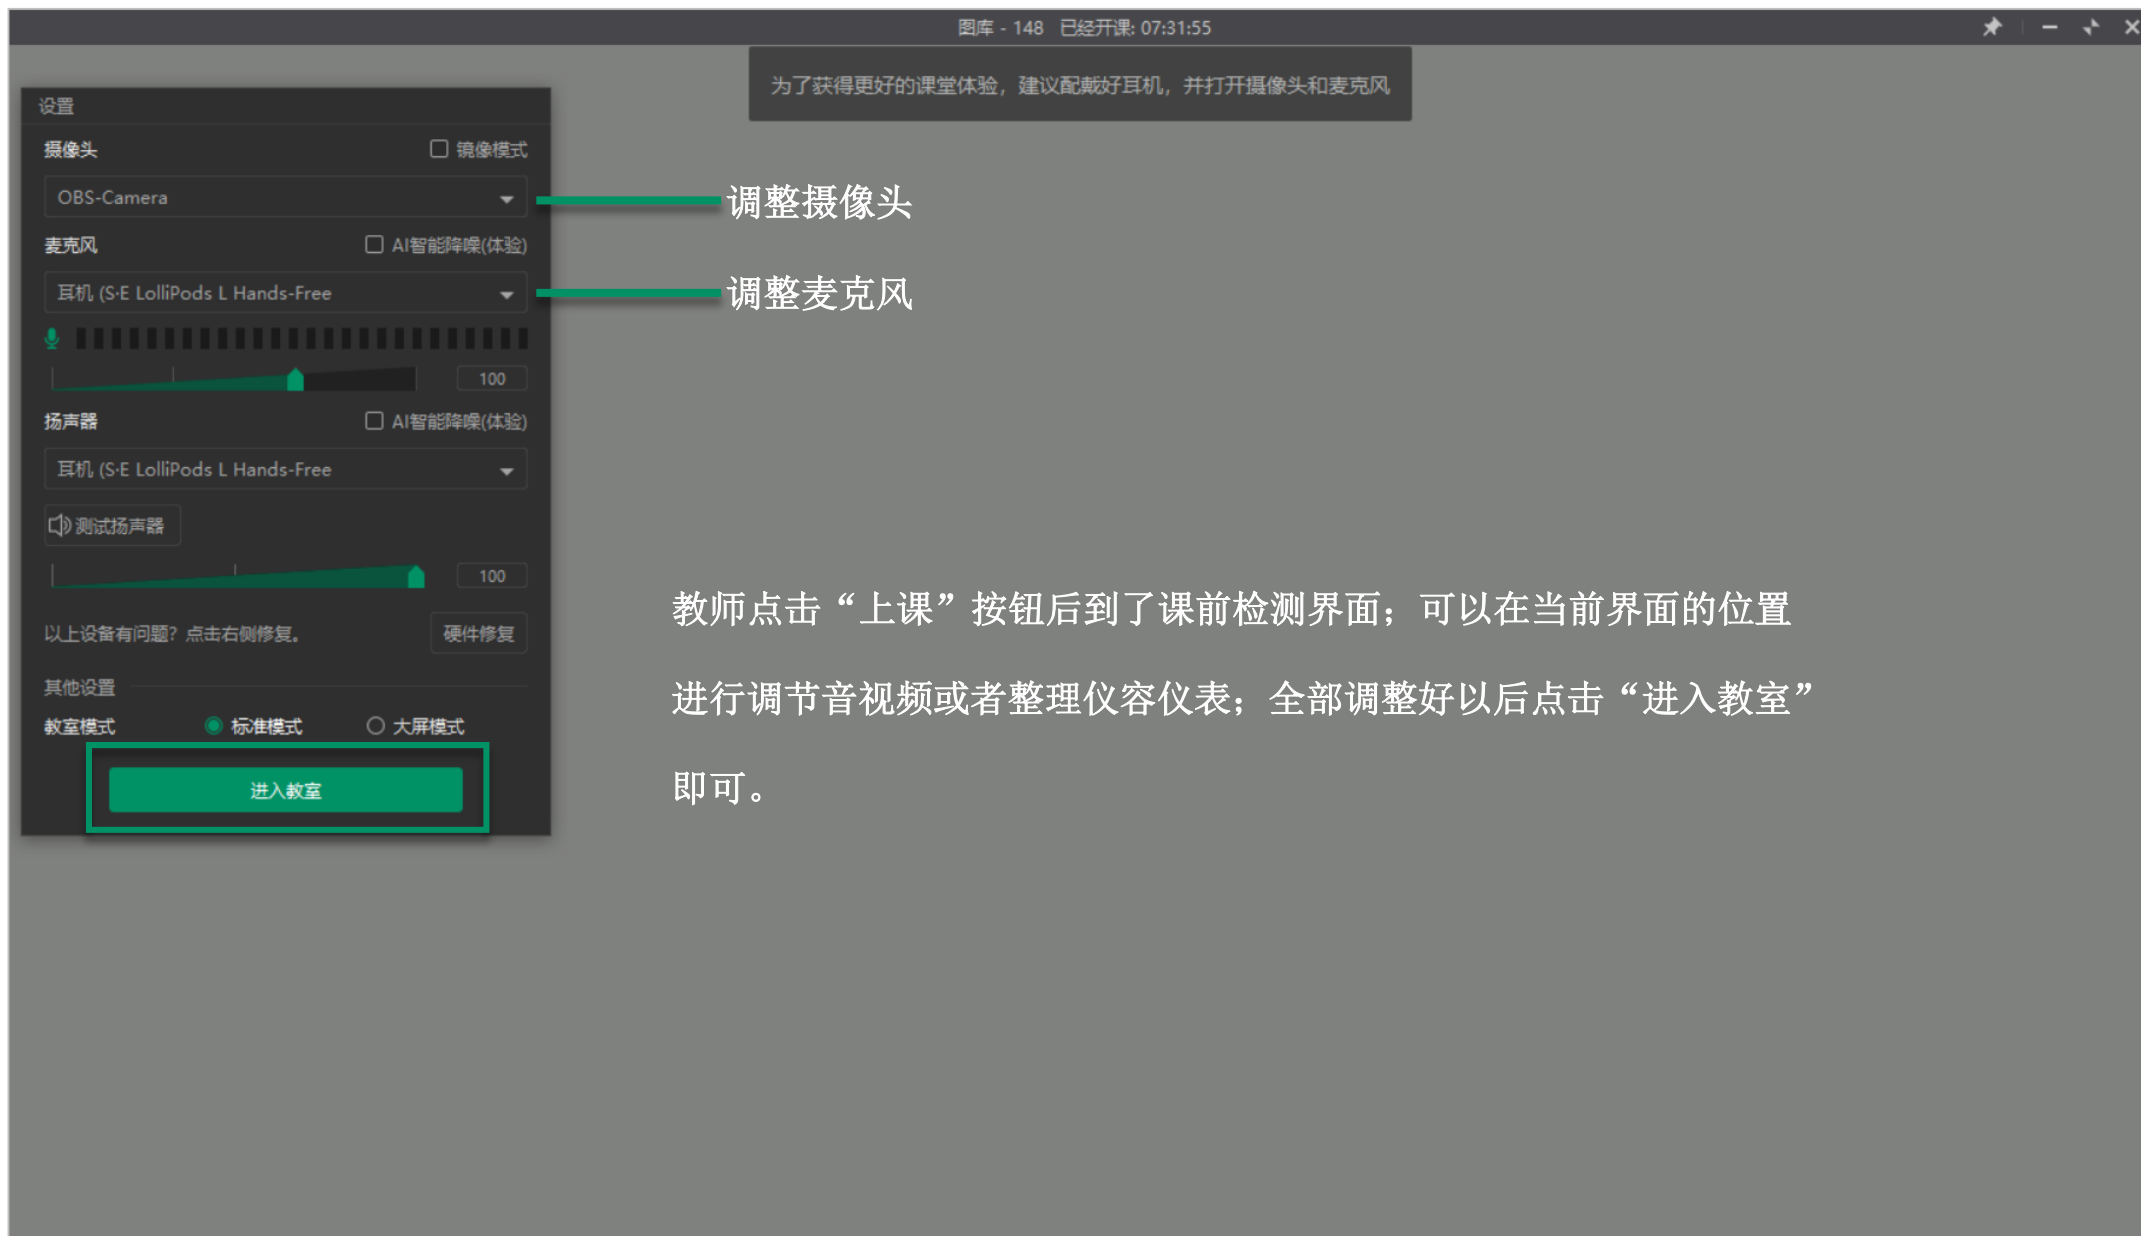 图库 - 148 已经开课: 07:31:55
为了获得更好的课堂体验，建议配戴好耳机，并打开摄像头和麦克风
设置
摄像头 镜像模式
OBS-Camera
调整摄像头
麦克风 AI智能降噪(体验)
耳机 (S·E LolliPods L Hands-Free
调整麦克风
100
扬声器 AI智能降噪(体验)
耳机 (S·E LolliPods L Hands-Free
测试扬声器
100
以上设备有问题？点击右侧修复。 硬件修复
其他设置
教室模式 标准模式 大屏模式
进入教室
教师点击“上课”按钮后到了课前检测界面；可以在当前界面的位置
进行调节音视频或者整理仪容仪表；全部调整好以后点击“进入教室”
即可。